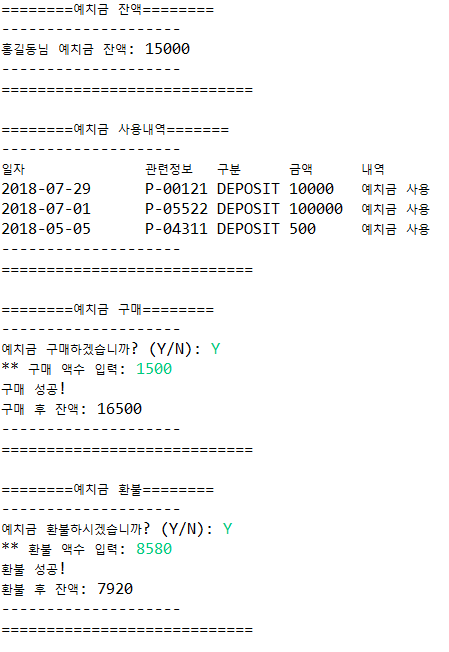 ========예치금 잔액========
--------------------
홍길동님 예치금 잔액: 15000
--------------------
============================
========예치금 사용내역=======
--------------------
일자 관련정보 구분 금액 내역
2018-07-29 P-00121 DEPOSIT 10000 예치금 사용
2018-07-01 P-05522 DEPOSIT 100000 예치금 사용
2018-05-05 P-04311 DEPOSIT 500 예치금 사용
--------------------
============================
========예치금 구매========
--------------------
예치금 구매하겠습니까? (Y/N): Y
** 구매 액수 입력: 1500
구매 성공!
구매 후 잔액: 16500
--------------------
============================
========예치금 환불========
--------------------
예치금 환불하시겠습니까? (Y/N): Y
** 환불 액수 입력: 8580
환불 성공!
환불 후 잔액: 7920
--------------------
============================